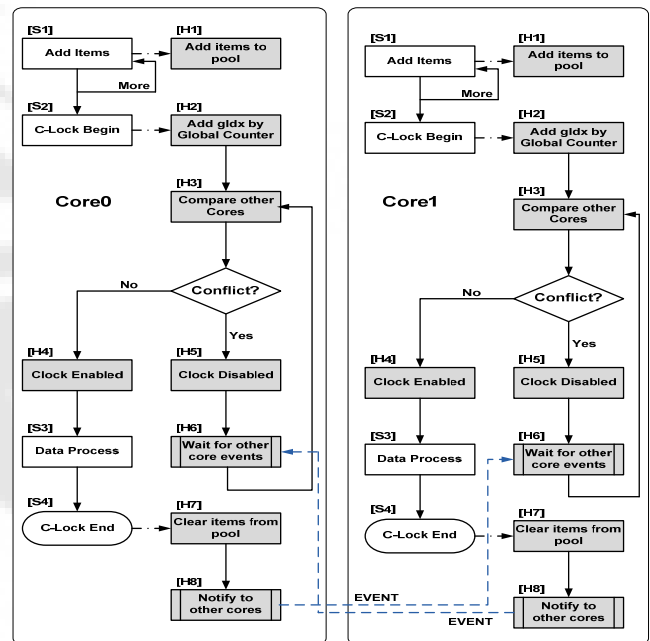 [S1]
Add Items
[H1]
Add items to
pool
More
[S2]
C-Lock Begin
[H2]
Add gIdx by
Global Counter
[H3]
Compare other
Cores
Core0
Conflict?
No
Yes
[H4]
Clock Enabled
[H5]
Clock Disabled
[S3]
Data Process
[H6]
Wait for other
core events
[S4]
C-Lock End
[H7]
Clear items from
pool
[H8]
Notify to
other cores
EVENT
EVENT
[S1]
Add Items
[H1]
Add items to
pool
More
[S2]
C-Lock Begin
[H2]
Add gIdx by
Global Counter
[H3]
Compare other
Cores
Core1
Conflict?
No
Yes
[H4]
Clock Enabled
[H5]
Clock Disabled
[S3]
Data Process
[H6]
Wait for other
core events
[S4]
C-Lock End
[H7]
Clear items from
pool
[H8]
Notify to
other cores